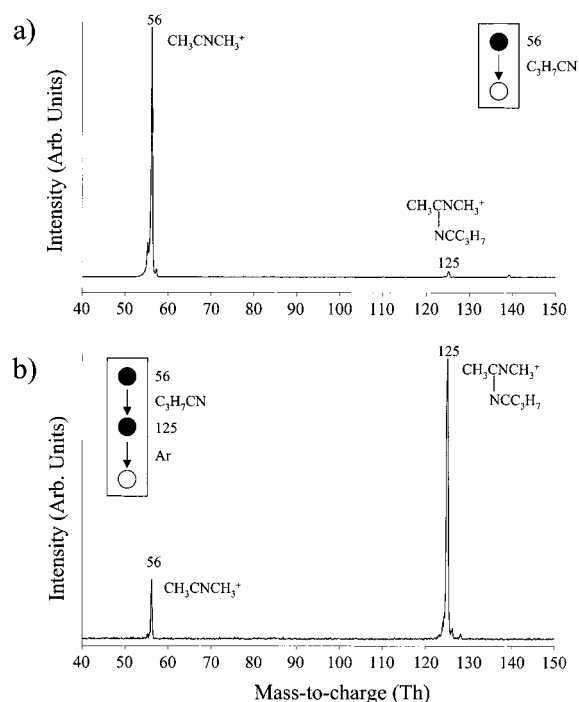 a)
Intensity (Arb. Units)
56
CH₃CNCH₃⁺
56
C₃H₇CN
CH₃CNCH₃⁺
NCC₃H₇
125
40 50 60 70 80 90 100 110 120 130 140 150
b)
Intensity (Arb. Units)
56
C₃H₇CN
125
Ar
125
CH₃CNCH₃⁺
NCC₃H₇
56
CH₃CNCH₃⁺
40 50 60 70 80 90 100 110 120 130 140 150
Mass-to-charge (Th)